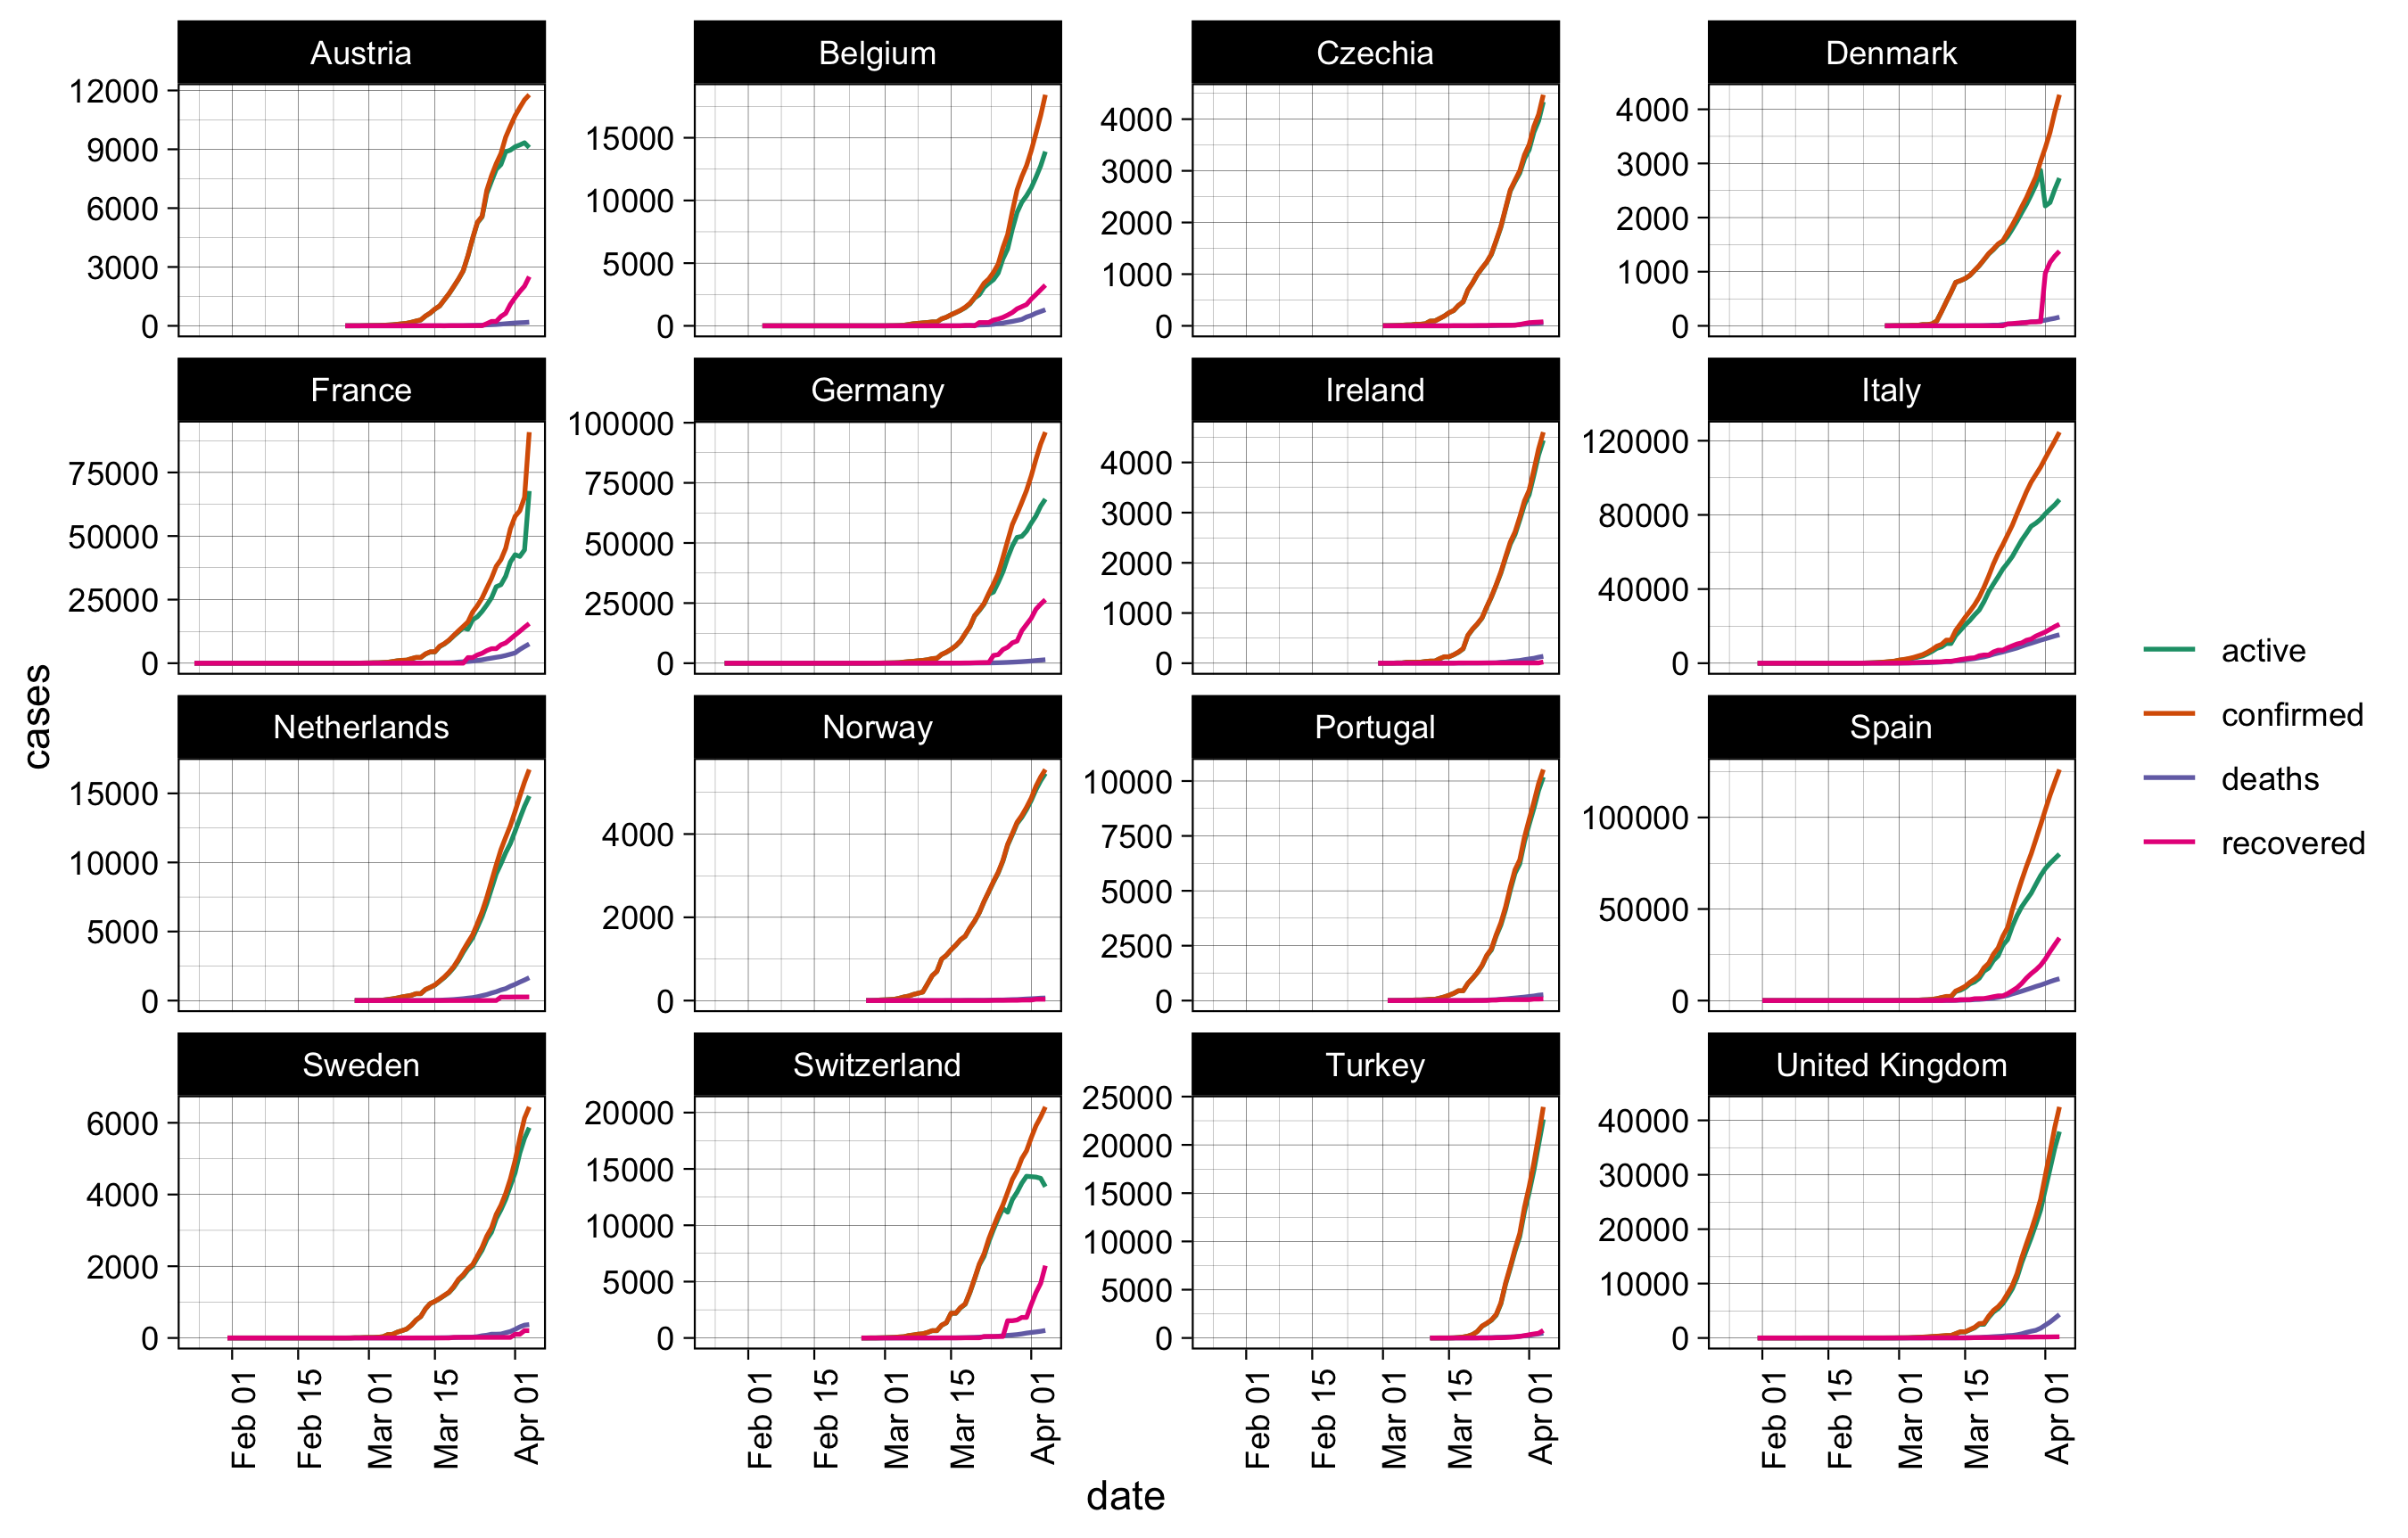 Austria
Belgium
Czechia
Denmark
12000
9000
6000
3000
0
15000
10000
5000
0
4000
3000
2000
1000
0
4000
3000
2000
1000
0
France
Germany
Ireland
Italy
75000
50000
25000
0
100000
75000
50000
25000
0
4000
3000
2000
1000
0
120000
80000
40000
0
Netherlands
Norway
Portugal
Spain
15000
10000
5000
0
4000
2000
0
10000
7500
5000
2500
0
100000
50000
0
Sweden
Switzerland
Turkey
United Kingdom
6000
4000
2000
0
20000
15000
10000
5000
0
25000
20000
15000
10000
5000
0
40000
30000
20000
10000
0
Feb 01
Feb 15
Mar 01
Mar 15
Apr 01
Feb 01
Feb 15
Mar 01
Mar 15
Apr 01
Feb 01
Feb 15
Mar 01
Mar 15
Apr 01
Feb 01
Feb 15
Mar 01
Mar 15
Apr 01
cases
date
active
confirmed
deaths
recovered